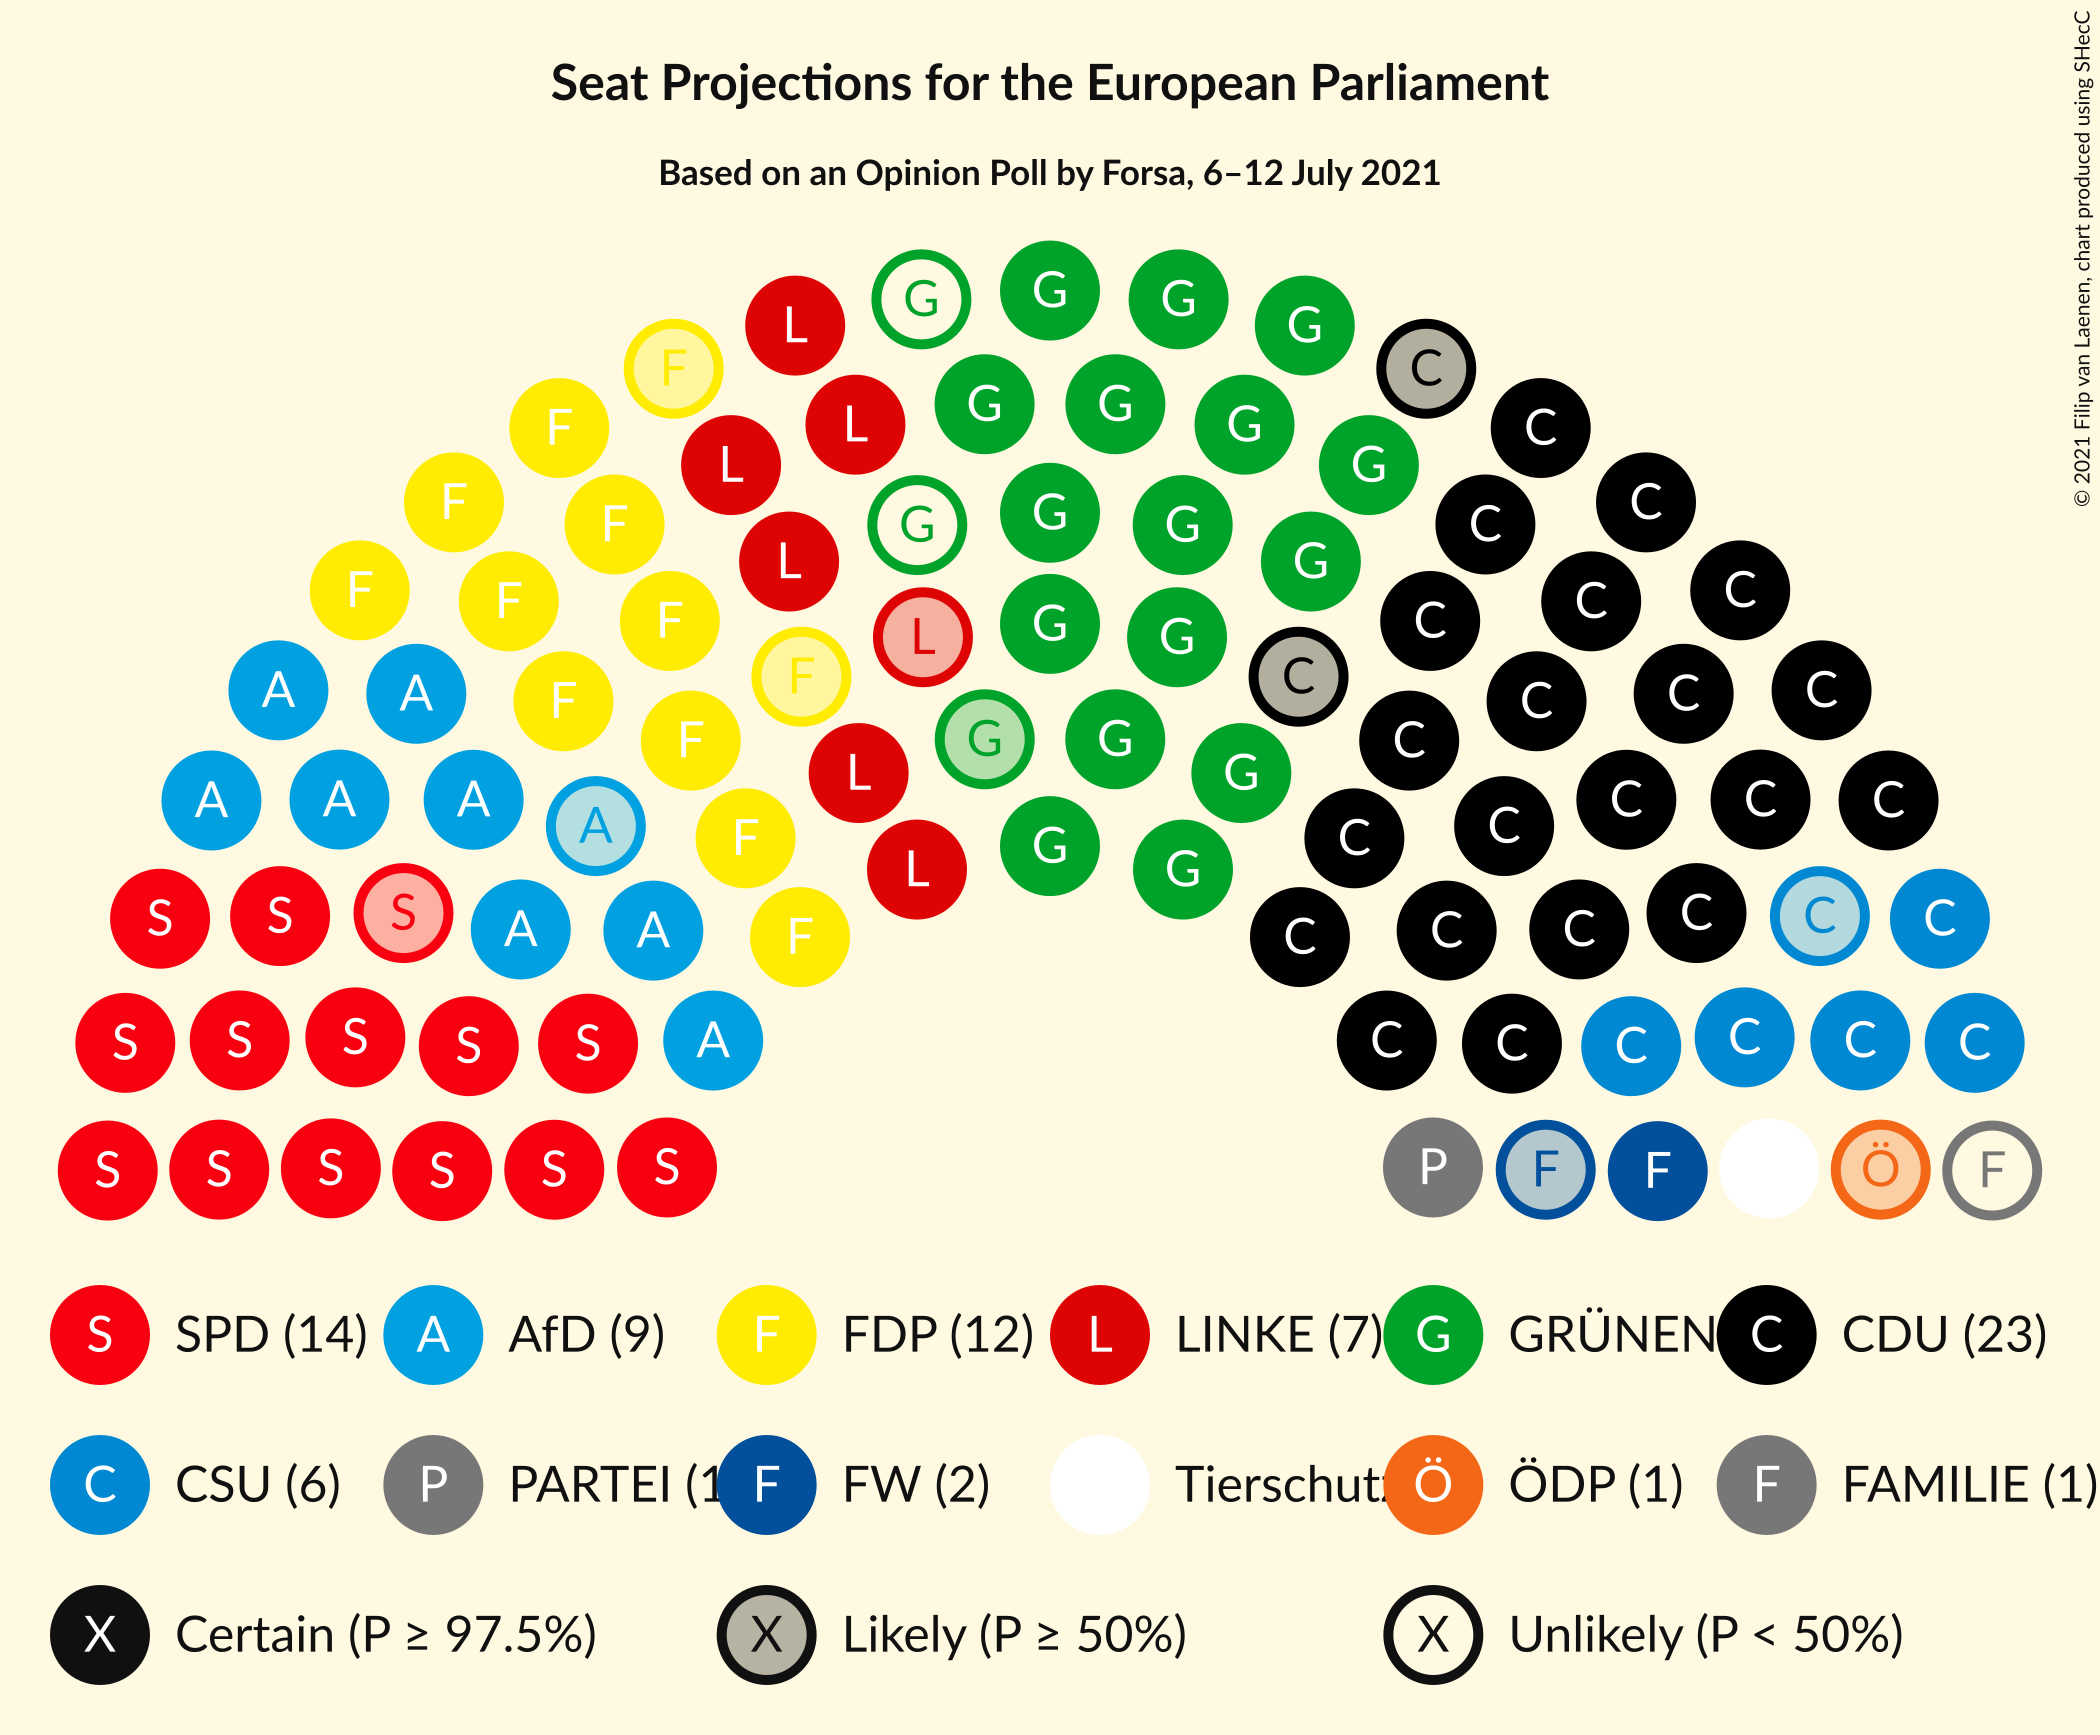 Seat Projections for the European Parliament
Based on an Opinion Poll by Forsa, 6–12 July 2021
© 2021 Filip van Laenen, chart produced using SHecC
G G G G
L C
F G G G G C
F L L G C
F L G G G G C C
F F L G G C C
F F F L G G C C
A A F F G G G C C C C
A A A A F L G G C C C C C
S S S A A F L C C C C C C
S S S S S A C C C C C C
S S S S S S P F F Ö F
S SPD (14) A AfD (9) F FDP (12) L LINKE (7) G GRÜNEN C CDU (23)
C CSU (6) P PARTEI (1 F FW (2) Tierschutz Ö ÖDP (1) F FAMILIE (1)
X Certain (P ≥ 97.5%) X Likely (P ≥ 50%) X Unlikely (P < 50%)